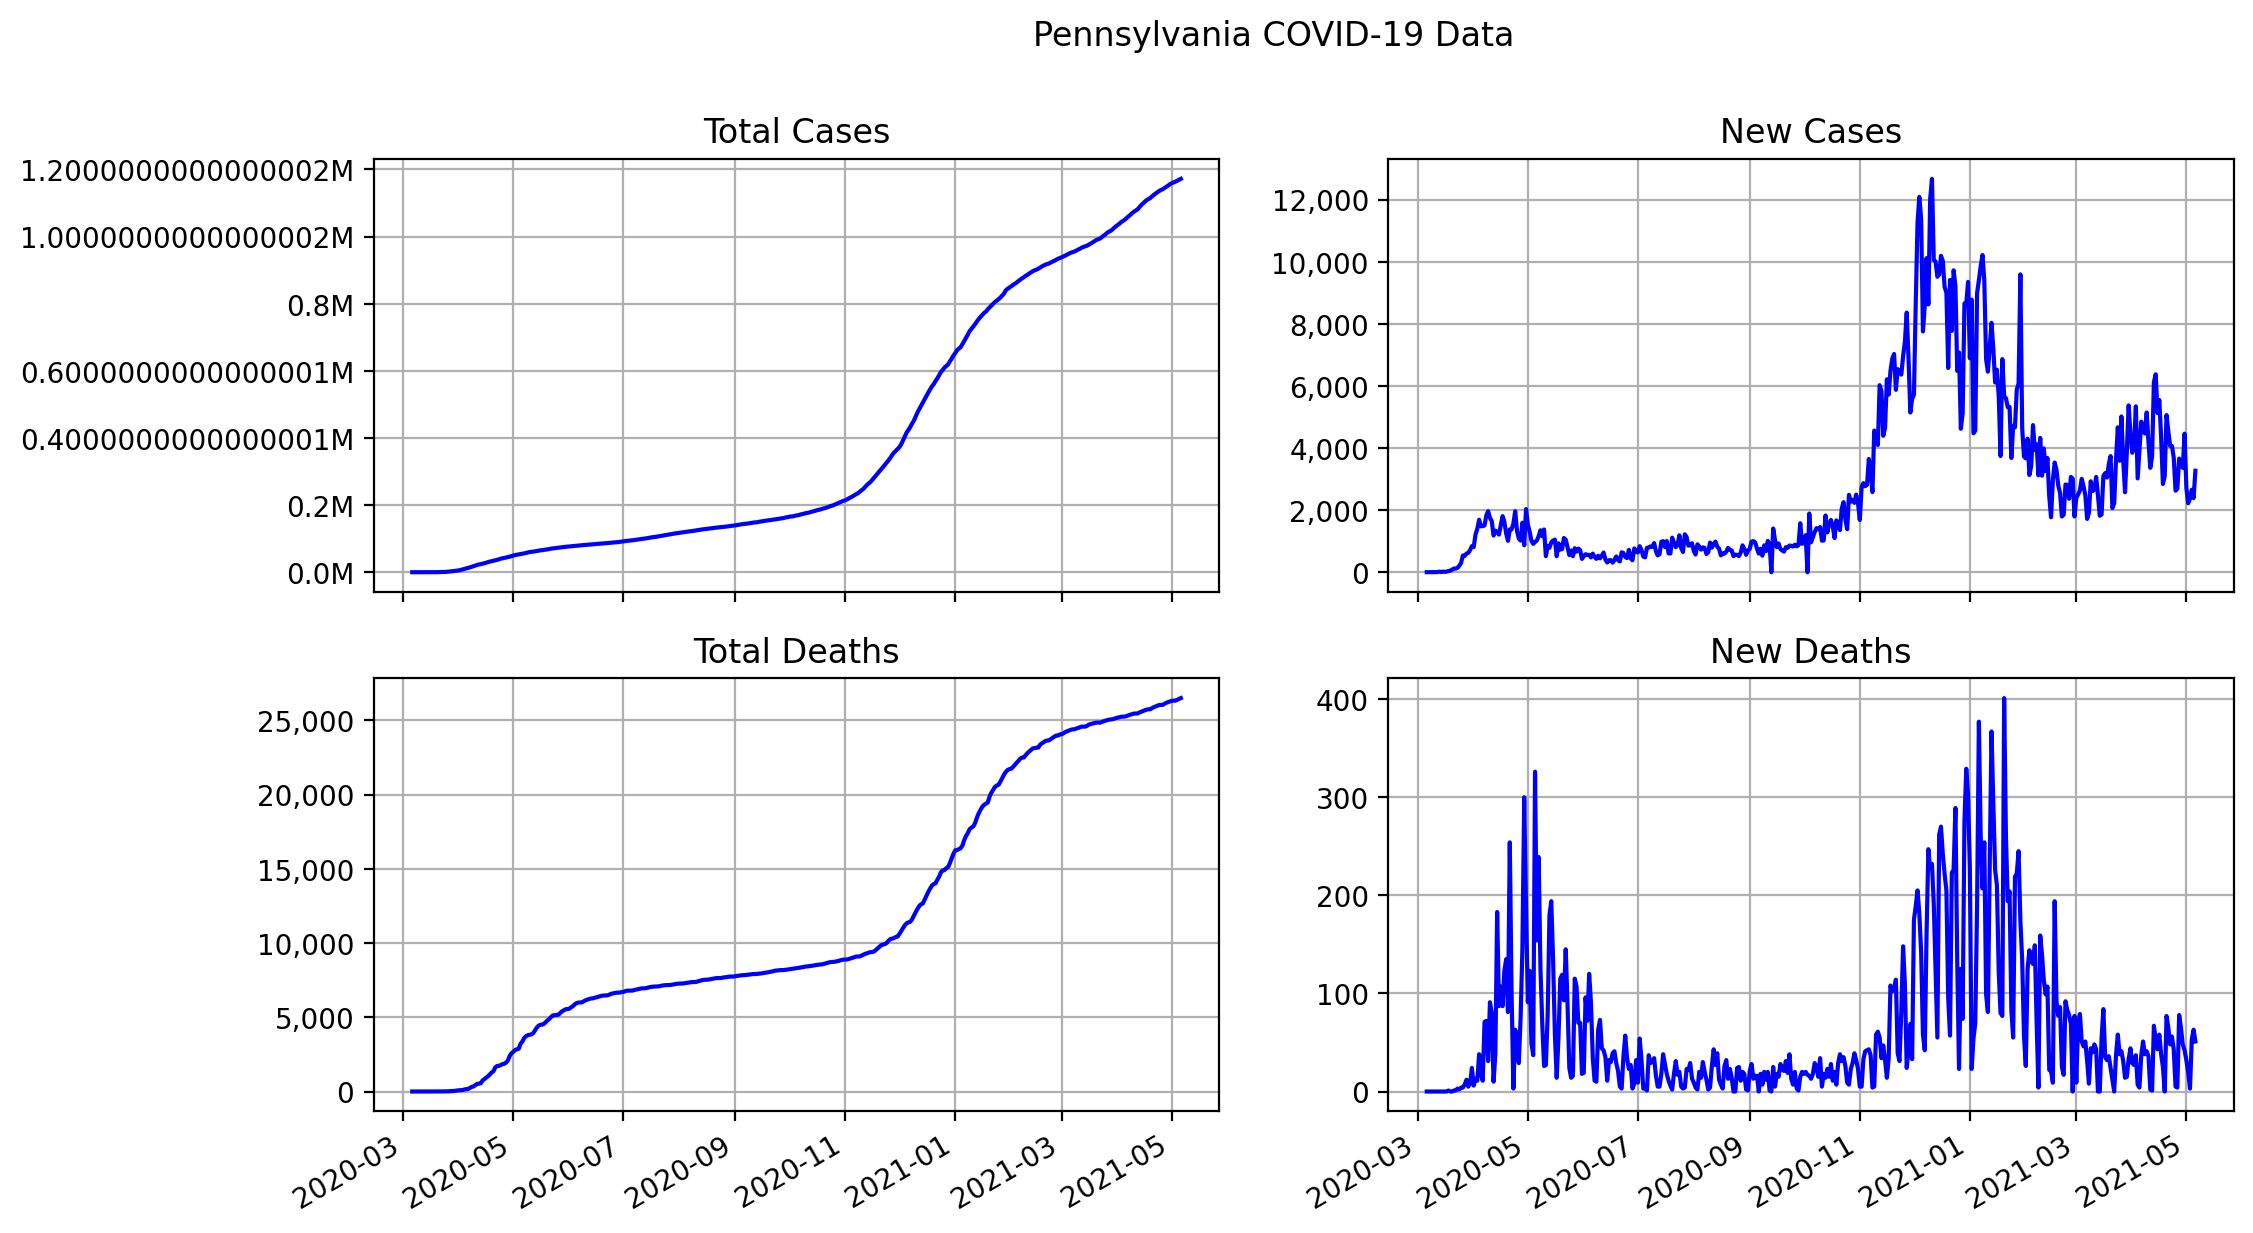 Pennsylvania COVID-19 Data
Total Cases
1.2000000000000002M
1.0000000000000002M
0.8M
0.6000000000000001M
0.4000000000000001M
0.2M
0.0M
New Cases
12,000
10,000
8,000
6,000
4,000
2,000
0
Total Deaths
25,000
20,000
15,000
10,000
5,000
0
2020-03
2020-05
2020-07
2020-09
2020-11
2021-01
2021-03
2021-05
New Deaths
400
300
200
100
0
2020-03
2020-05
2020-07
2020-09
2020-11
2021-01
2021-03
2021-05